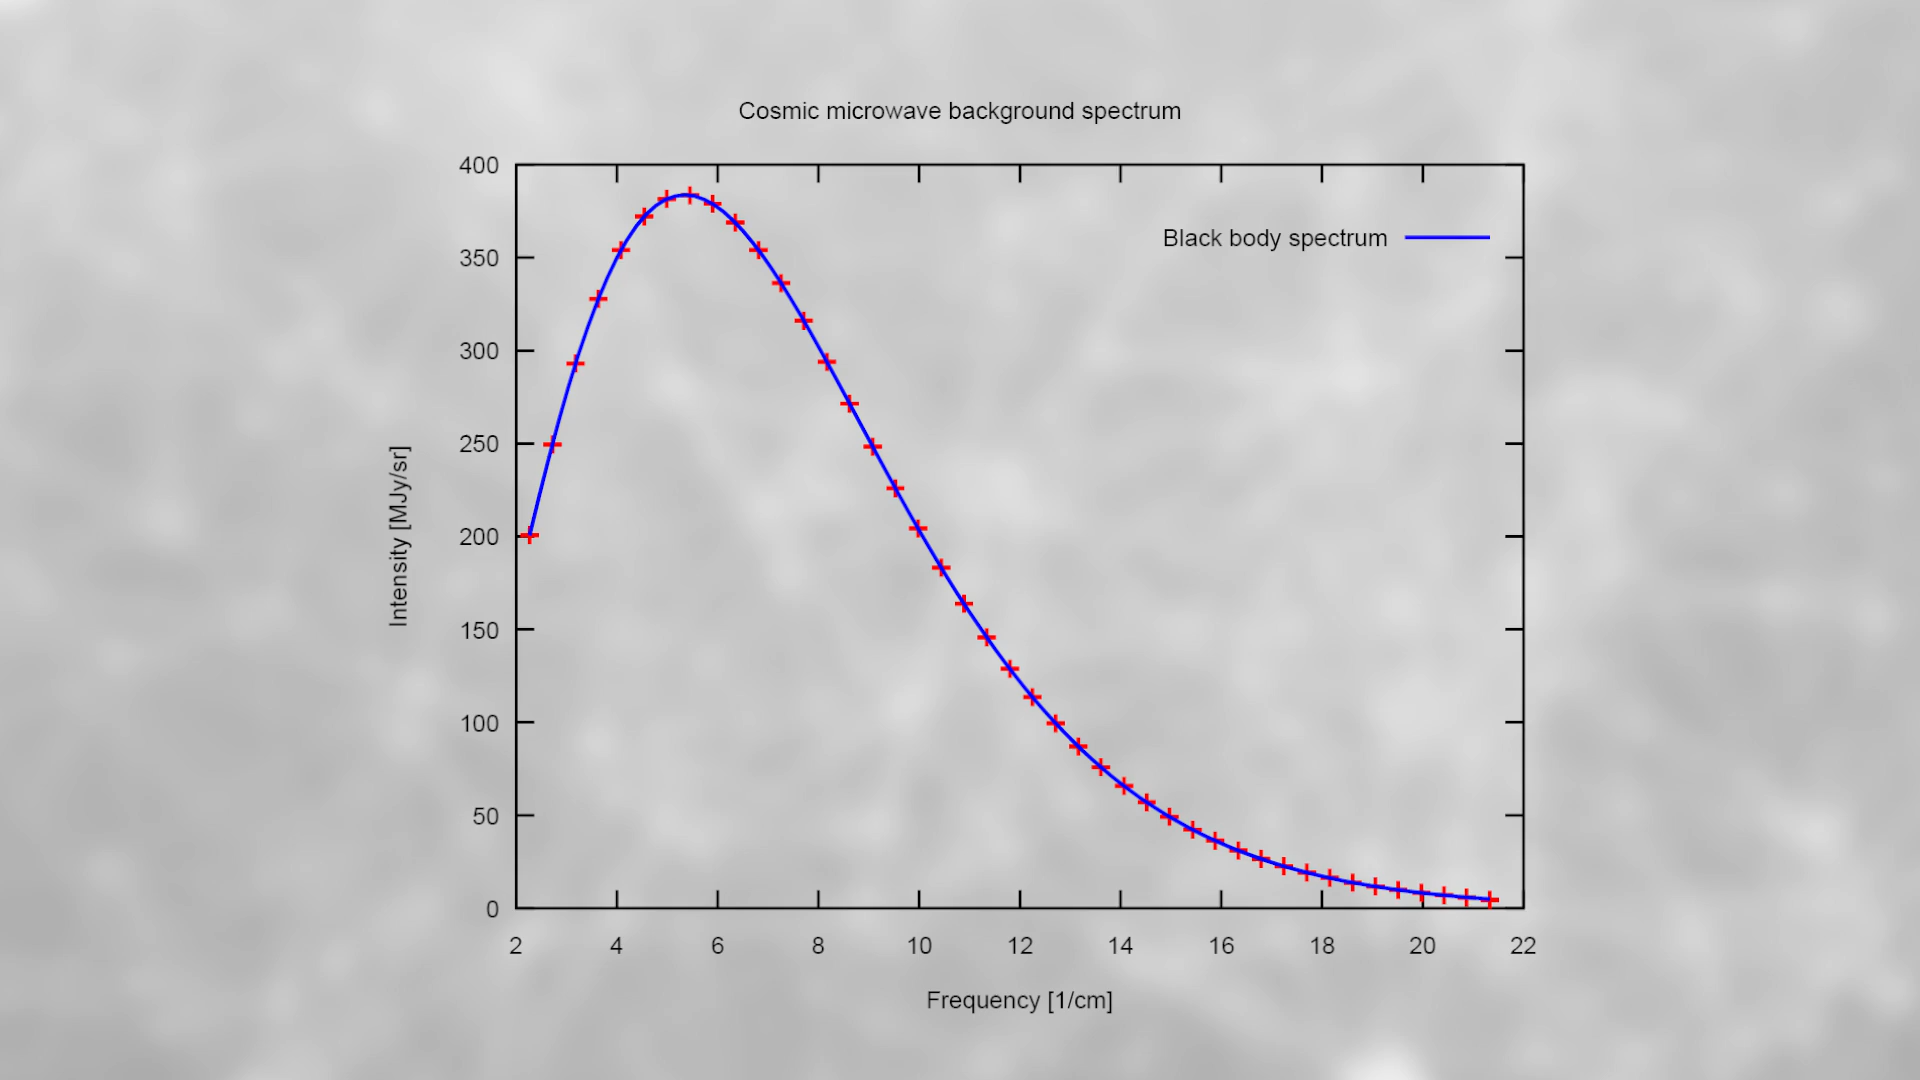 Cosmic microwave background spectrum
400
350
300
250
200
150
100
50
0
Black body spectrum
Intensity [MJy/sr]
2 4 6 8 10 12 14 16 18 20 22
Frequency [1/cm]